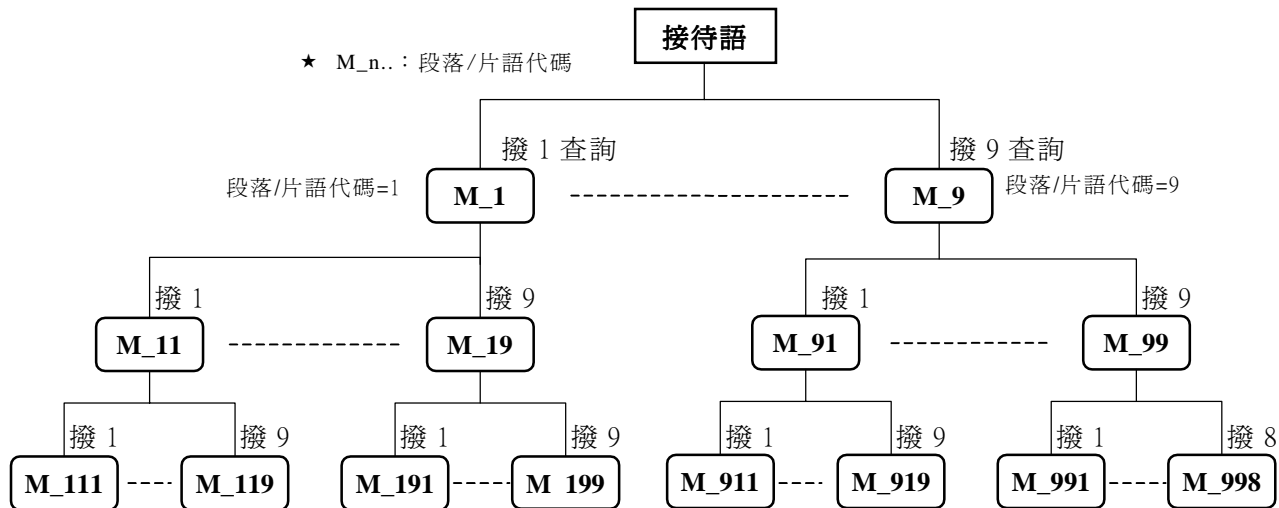 接待語
★ M_n..：段落/片語代碼
撥 1 查詢
撥 9 查詢
段落/片語代碼=1
M_1
M_9
段落/片語代碼=9
撥 1
撥 9
撥 1
撥 9
M_11
M_19
M_91
M_99
撥 1
撥 9
撥 1
撥 9
撥 1
撥 9
撥 1
撥 8
M_111
M_119
M_191
M 199
M_911
M_919
M_991
M_998